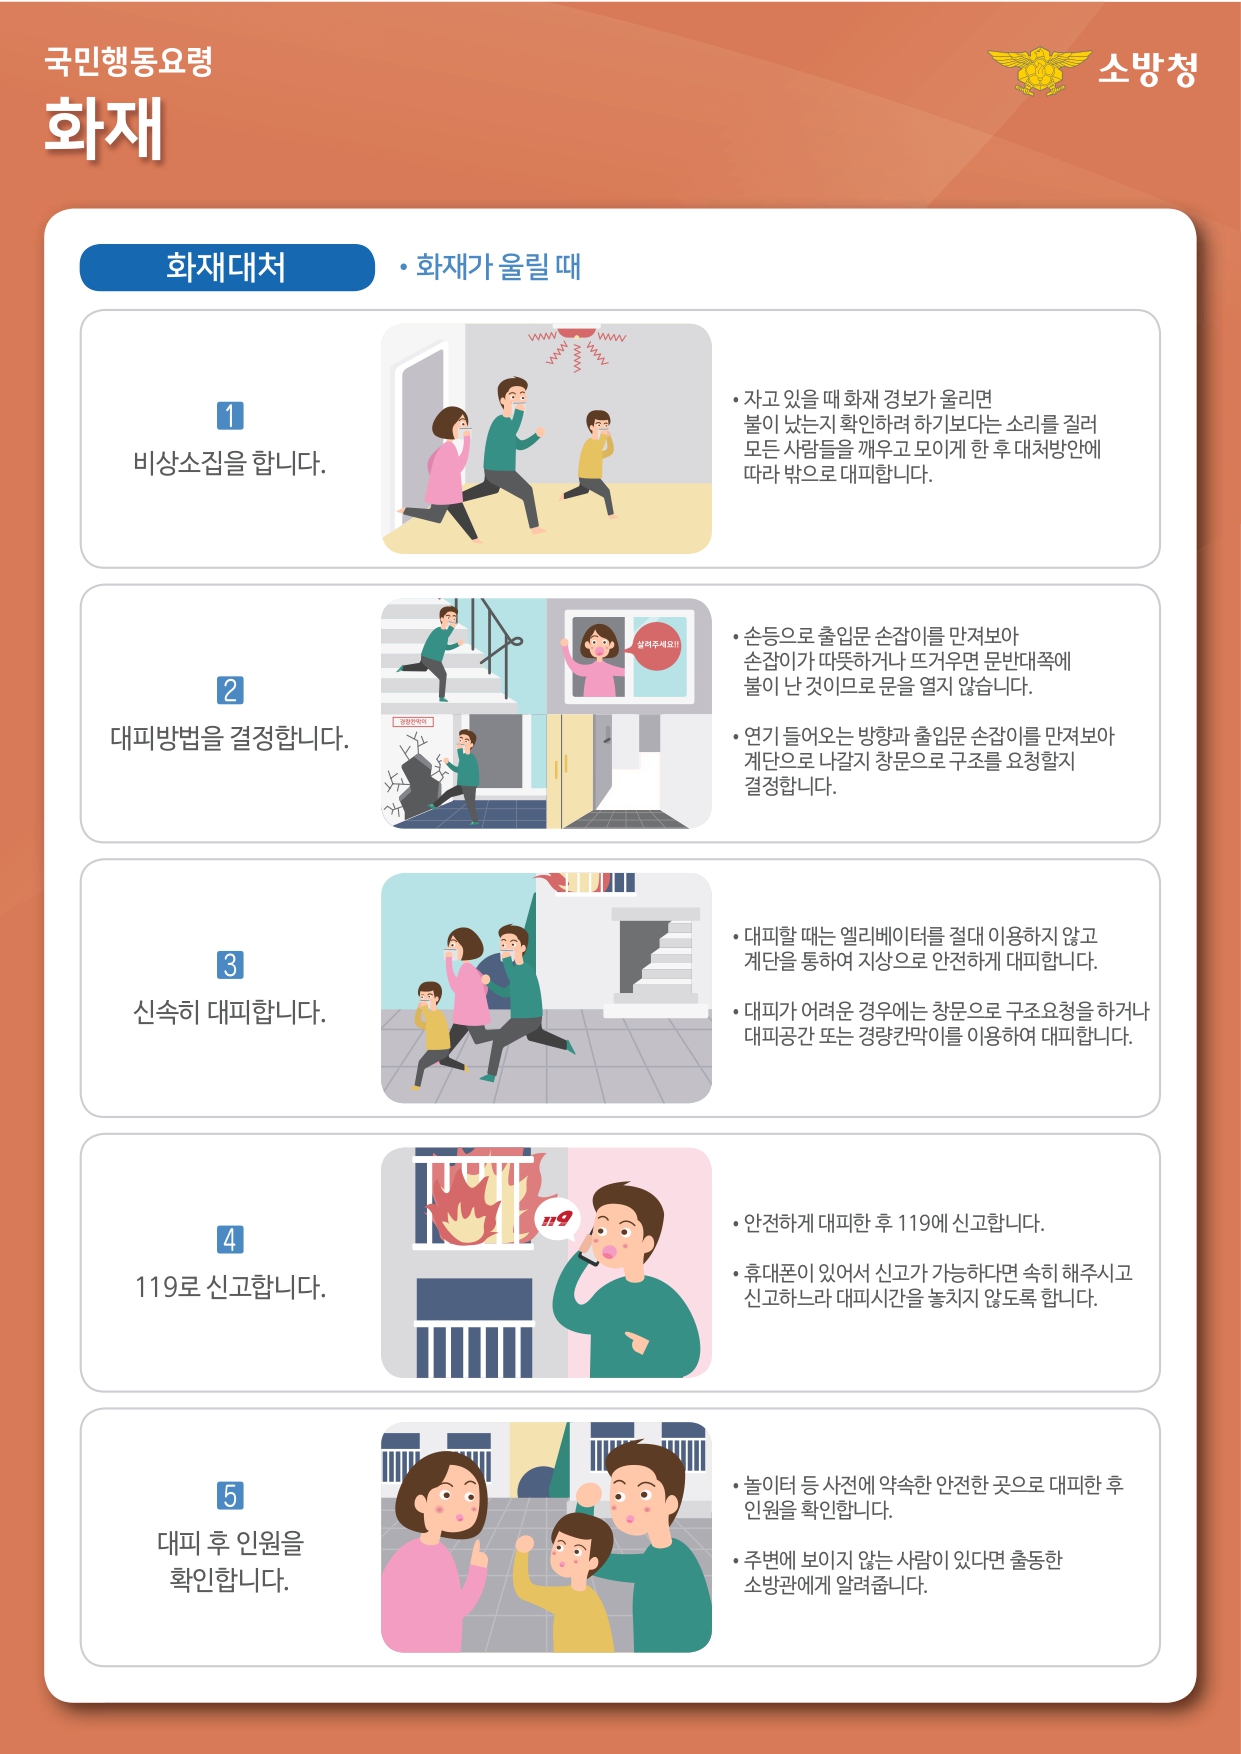 국민행동요령
화재
소방청
화재대처
• 화재가 울릴 때
1
비상소집을 합니다.
• 자고 있을 때 화재 경보가 울리면
불이 났는지 확인하려 하기보다는 소리를 질러
모든 사람들을 깨우고 모이게 한 후 대처방안에
따라 밖으로 대피합니다.
2
대피방법을 결정합니다.
살려주세요!!
경량칸막이
• 손등으로 출입문 손잡이를 만져보아
손잡이가 따뜻하거나 뜨거우면 문반대쪽에
불이 난 것이므로 문을 열지 않습니다.
• 연기 들어오는 방향과 출입문 손잡이를 만져보아
계단으로 나갈지 창문으로 구조를 요청할지
결정합니다.
3
신속히 대피합니다.
• 대피할 때는 엘리베이터를 절대 이용하지 않고
계단을 통하여 지상으로 안전하게 대피합니다.
• 대피가 어려운 경우에는 창문으로 구조요청을 하거나
대피공간 또는 경량칸막이를 이용하여 대피합니다.
4
119로 신고합니다.
119
• 안전하게 대피한 후 119에 신고합니다.
• 휴대폰이 있어서 신고가 가능하다면 속히 해주시고
신고하느라 대피시간을 놓치지 않도록 합니다.
5
대피 후 인원을
확인합니다.
• 놀이터 등 사전에 약속한 안전한 곳으로 대피한 후
인원을 확인합니다.
• 주변에 보이지 않는 사람이 있다면 출동한
소방관에게 알려줍니다.